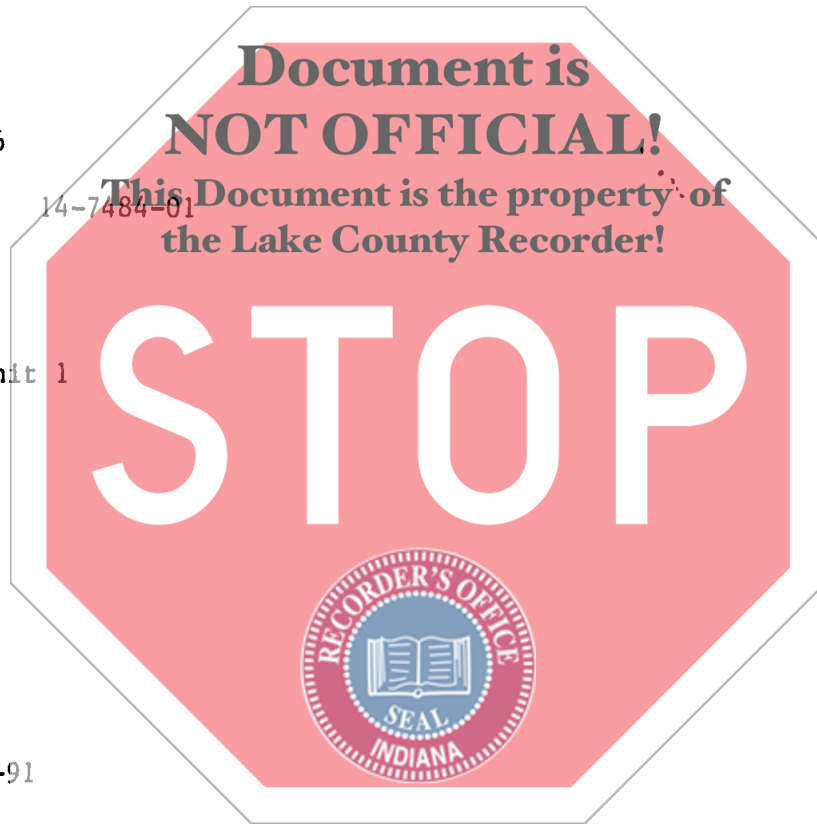 Document is
NOT OFFICIAL!
This Document is the property of
14-7484-01
the Lake County Recorder!
1
STOP
RECORDER'S OFFICE
SEAL
INDIANA
-91